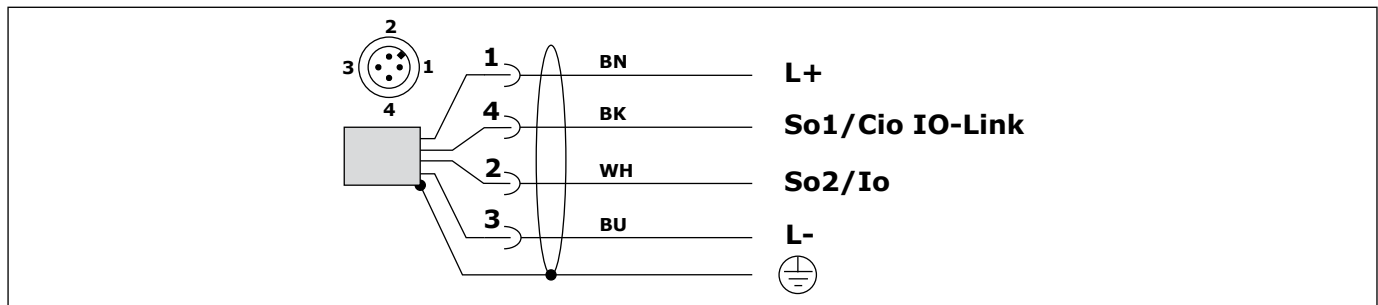 2
3 1
4
1 BN L+
4 BK So1/Cio IO-Link
2 WH So2/Io
3 BU L-